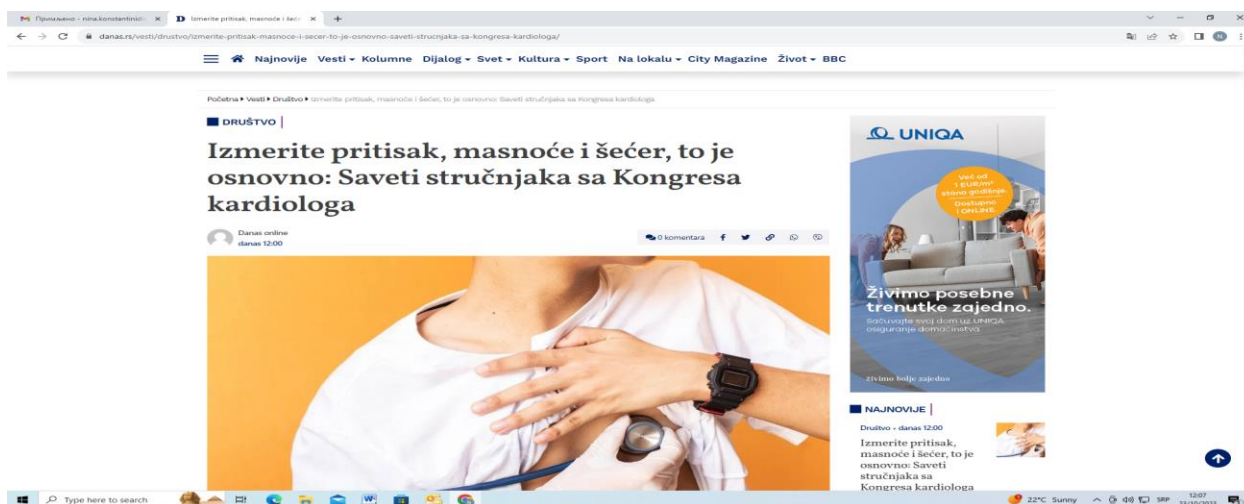 Izmerite pritisak, masnoće i šeće
danas.rs/vesti/drustvo/izmerite-pritisak-masnoce-i-secer-to-je-osnovno-saveti-strucnjaka-sa-kongresa-kardiologa/
Najnovije Vesti Kolumne Dijalog Svet Kultura Sport Na lokalu City Magazine Život BBC
Početna Vesti Društvo Izmerite pritisak, masnoće i šećer, to je osnovno: Saveti stručnjaka sa Kongresa kardiologa
DRUŠTVO
Izmerite pritisak, masnoće i šećer, to je
osnovno: Saveti stručnjaka sa Kongresa
kardiologa
Danas online
danas 12:00
0 komentara
UNIQA
Već od
1 EUR/m²
stana godišnje.
Dostupno
i ONLINE
Živimo posebne
trenutke zajedno.
Sačuvajte svoj dom uz UNIQA
osiguranje domaćinstva
živimo bolje zajedno
NAJNOVIJE
Društvo - danas 12:00
Izmerite pritisak,
masnoće i šećer, to je
osnovno: Saveti
stručnjaka sa
Kongresa kardiologa
Type here to search
22°C Sunny
SRP
12:07